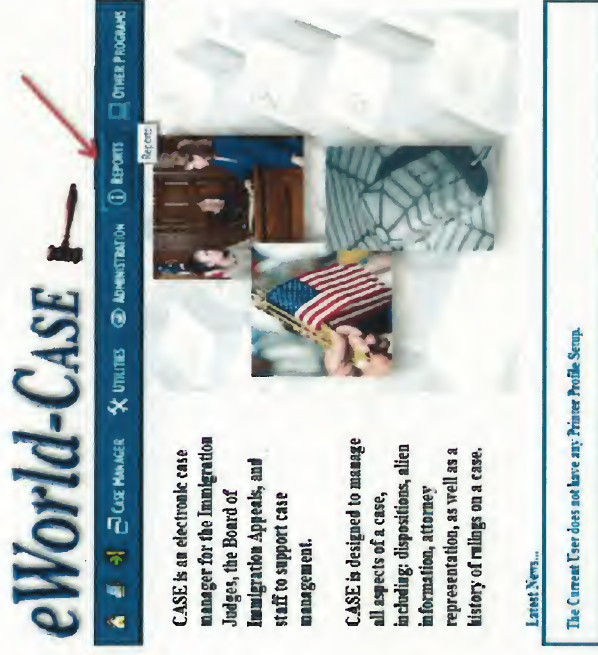 eWorld-CASE
CASE MANAGER UTILITIES ADMINISTRATION REPORTS OTHER PROGRAMS
Reports
CASE is an electronic case
manager for the Immigration
Judges, the Board of
Immigration Appeals, and
staff to support case
management.
CASE is designed to manage
all aspects of a case,
including: dispositions, alien
information, attorney
representation, as well as a
history of rulings on a case.
Latest News...
The Current User does not have any Printer Profile Setup.